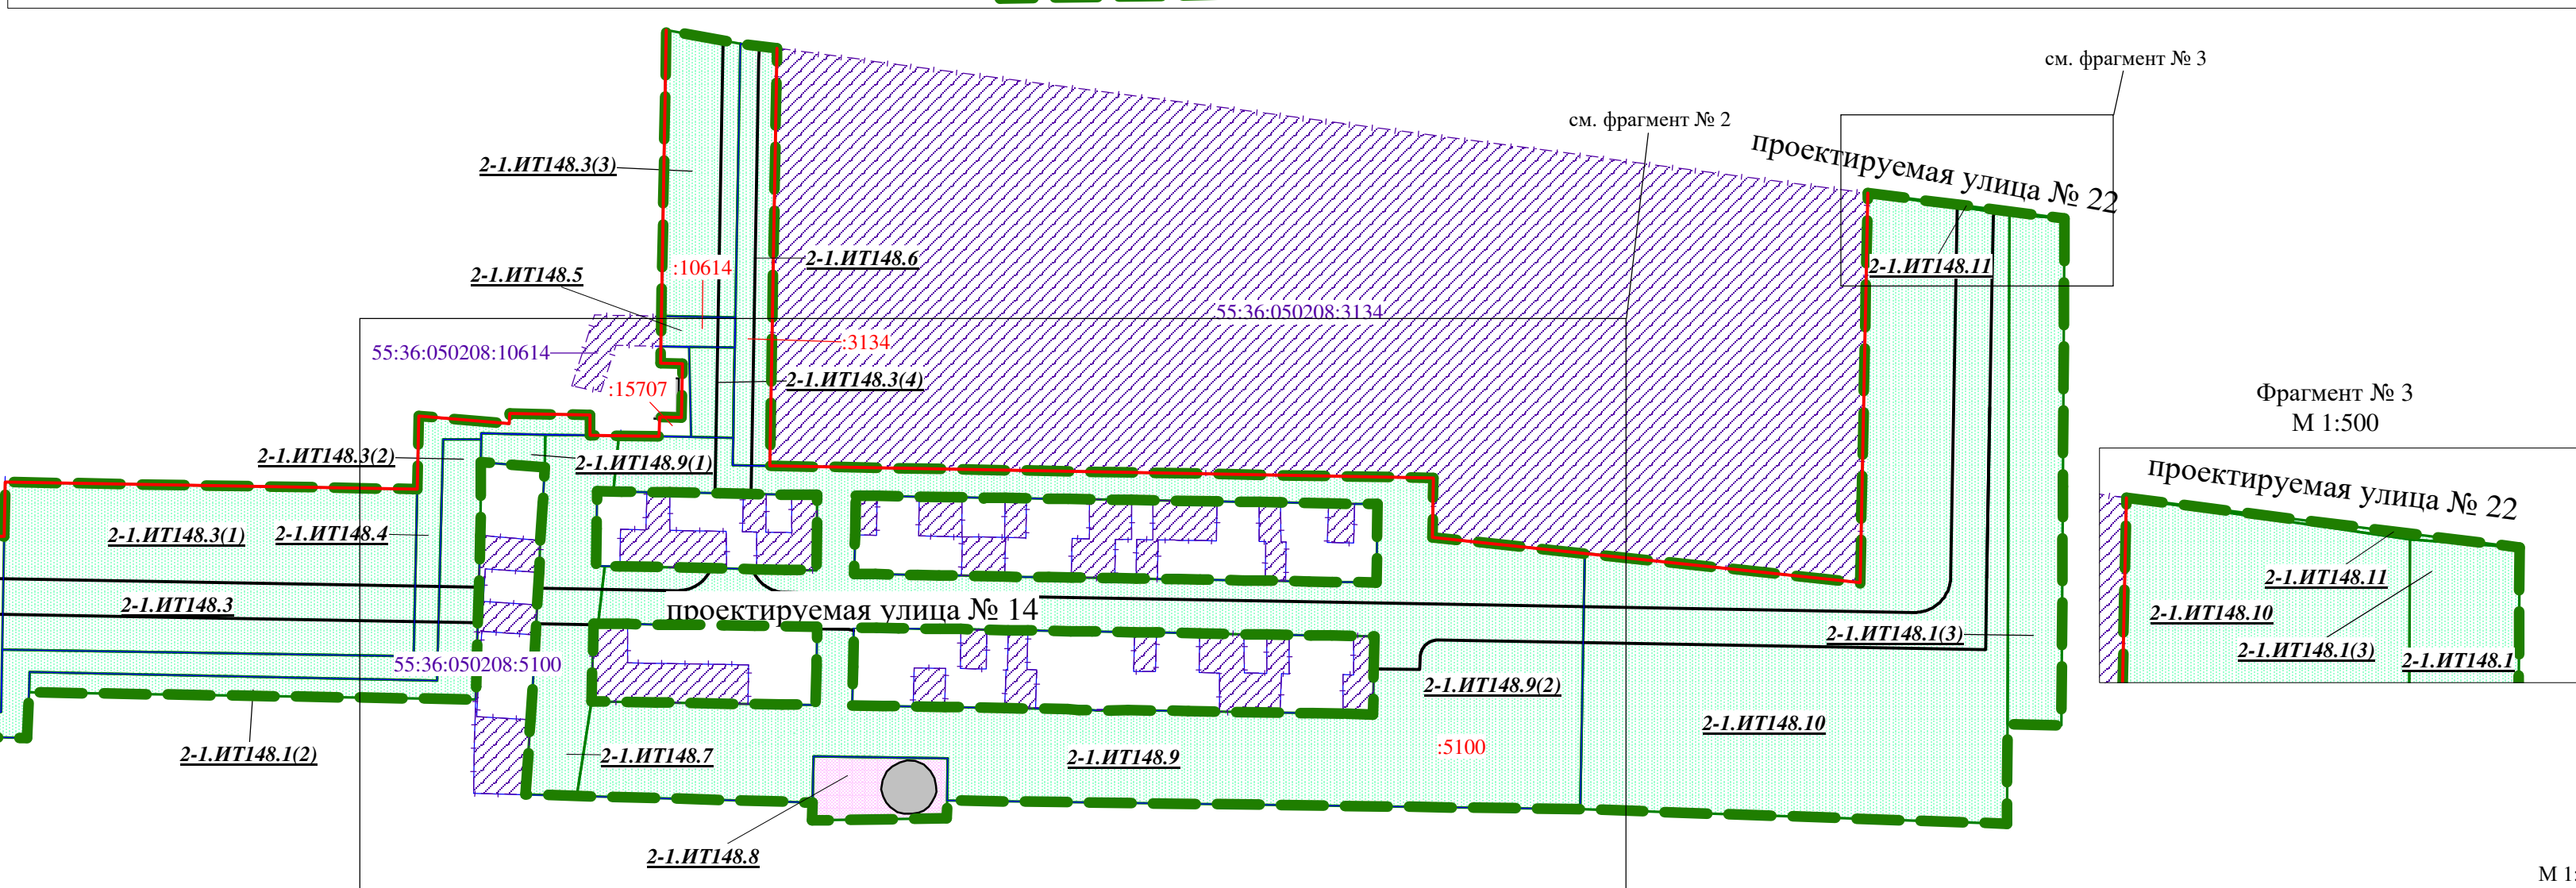 см. фрагмент № 3
см. фрагмент № 2
проектируемая улица № 22
2-1.ИТ148.3(3)
2-1.ИТ148.6
:10614
2-1.ИТ148.5
2-1.ИТ148.11
55:36:050208:3134
:3134
55:36:050208:10614
2-1.ИТ148.3(4)
:15707
Фрагмент № 3
М 1:500
2-1.ИТ148.3(2)
2-1.ИТ148.9(1)
проектируемая улица № 22
2-1.ИТ148.3(1)
2-1.ИТ148.4
2-1.ИТ148.11
2-1.ИТ148.3
проектируемая улица № 14
2-1.ИТ148.10
2-1.ИТ148.1(3)
2-1.ИТ148.1(3)
2-1.ИТ148.1
55:36:050208:5100
2-1.ИТ148.9(2)
2-1.ИТ148.10
:5100
2-1.ИТ148.1(2)
2-1.ИТ148.7
2-1.ИТ148.9
2-1.ИТ148.8